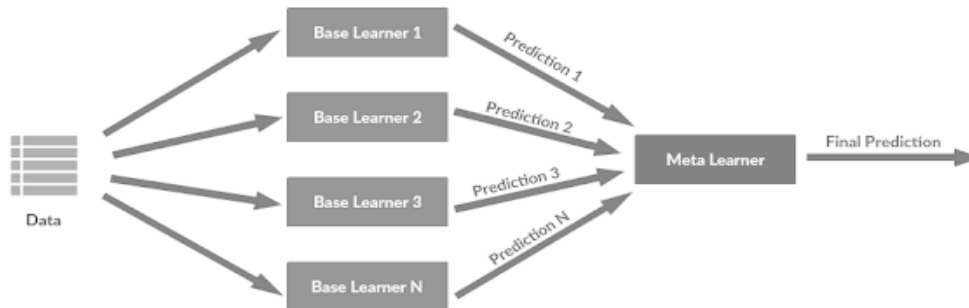 Base Learner 1
Prediction 1
Base Learner 2
Prediction 2
Data
Meta Learner
Final Prediction
Base Learner 3
Prediction 3
Base Learner N
Prediction N